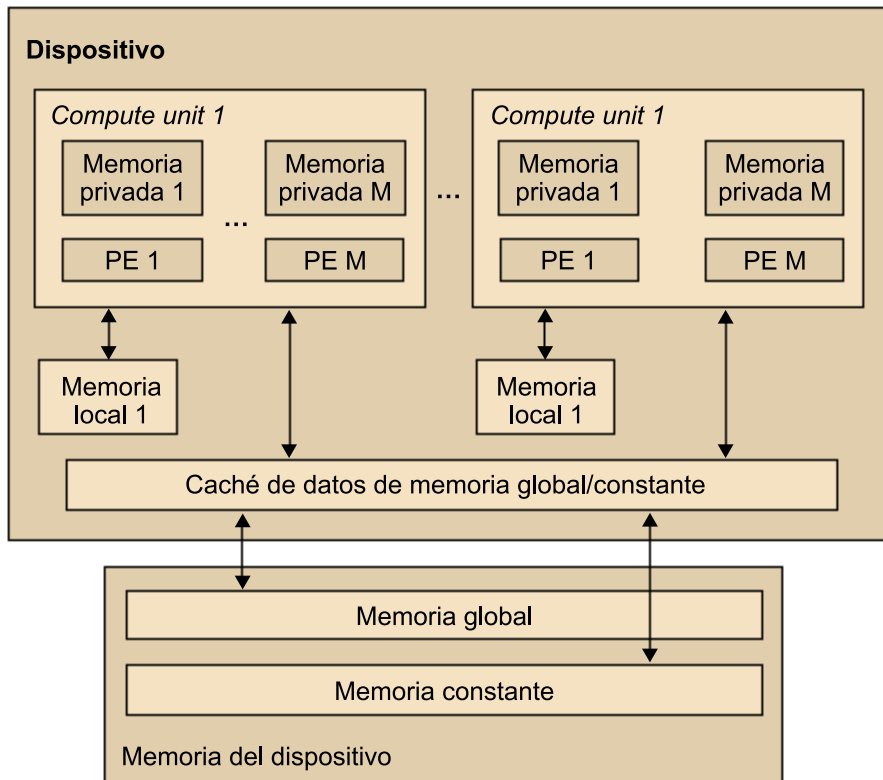 Dispositivo
Compute unit 1
Memoria
privada 1
...
Memoria
privada M
PE 1
PE M
...
Compute unit 1
Memoria
privada 1
Memoria
privada M
PE 1
PE M
Memoria
local 1
Memoria
local 1
Caché de datos de memoria global/constante
Memoria global
Memoria constante
Memoria del dispositivo